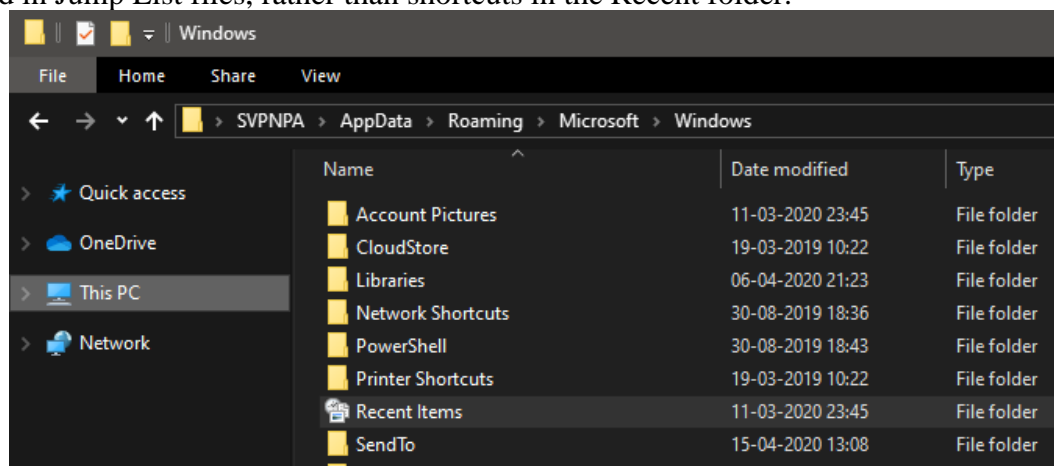 d in Jump List files, rather than shortcuts in the Recent folder.
Windows
File Home Share View
SVPNPA > AppData > Roaming > Microsoft > Windows
Name Date modified Type
Quick access
OneDrive
This PC
Network
Account Pictures 11-03-2020 23:45 File folder
CloudStore 19-03-2019 10:22 File folder
Libraries 06-04-2020 21:23 File folder
Network Shortcuts 30-08-2019 18:36 File folder
PowerShell 30-08-2019 18:43 File folder
Printer Shortcuts 19-03-2019 10:22 File folder
Recent Items 11-03-2020 23:45 File folder
SendTo 15-04-2020 13:08 File folder